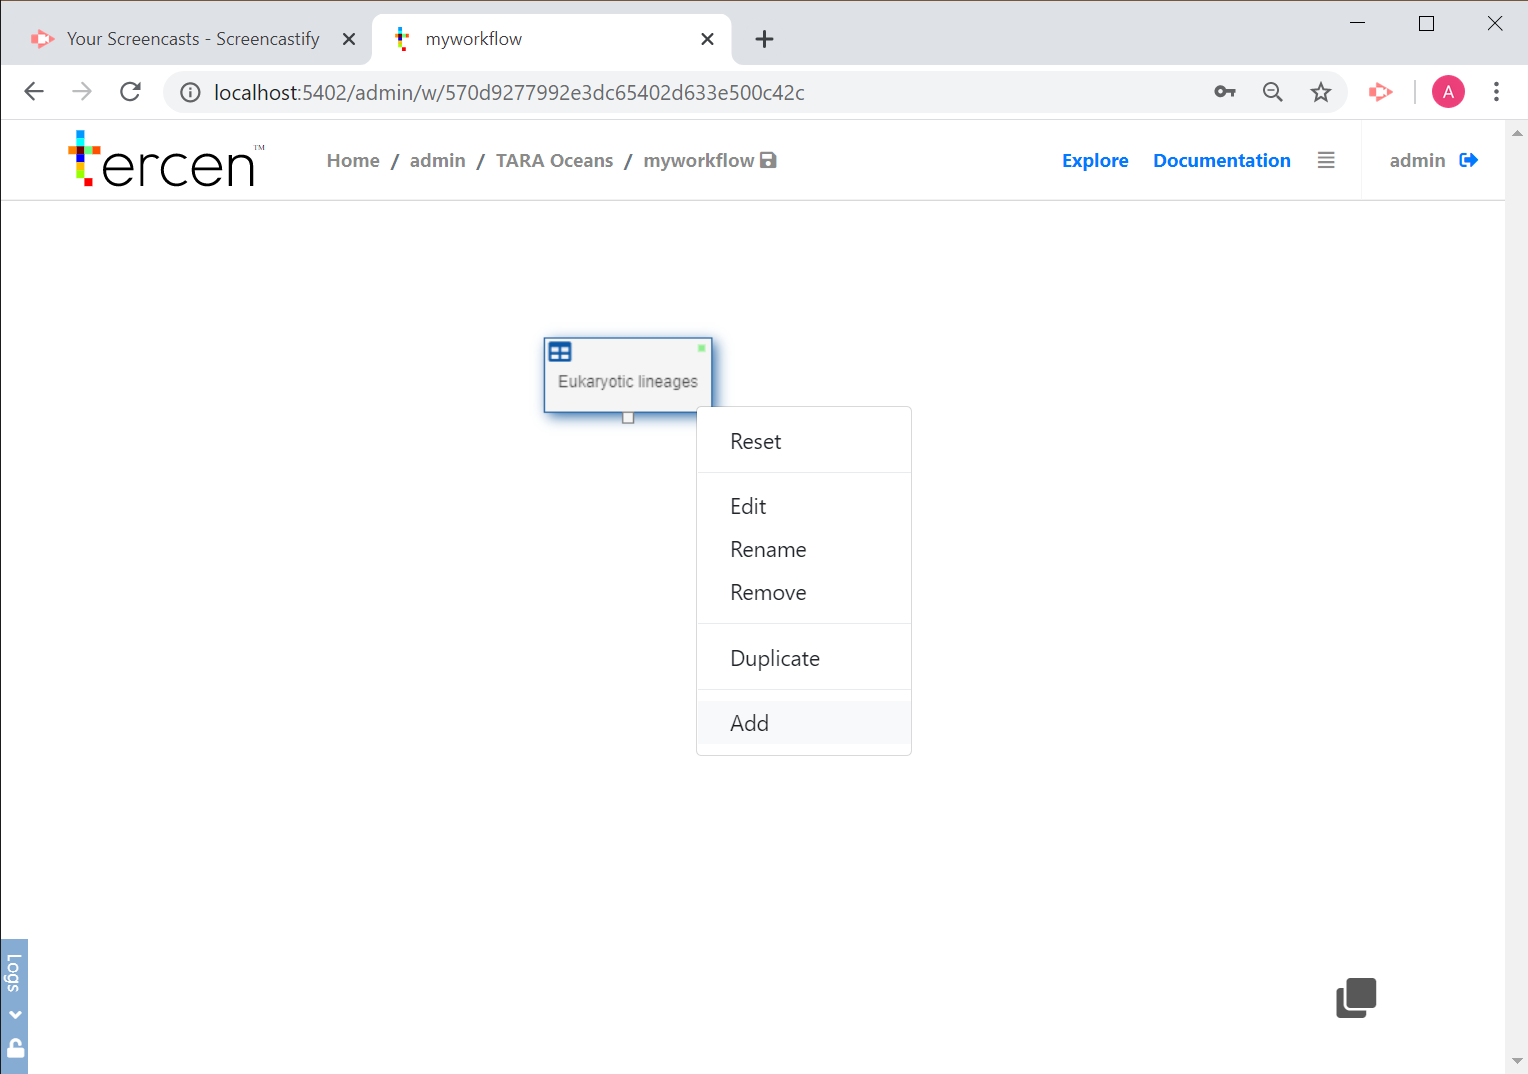 Your Screencasts - Screencastify
myworkflow
localhost:5402/admin/w/570d9277992e3dc65402d633e500c42c
A
tercen™
Home / admin / TARA Oceans / myworkflow
Explore Documentation
admin
Eukaryotic lineages
Reset
Edit
Rename
Remove
Duplicate
Add
Logs